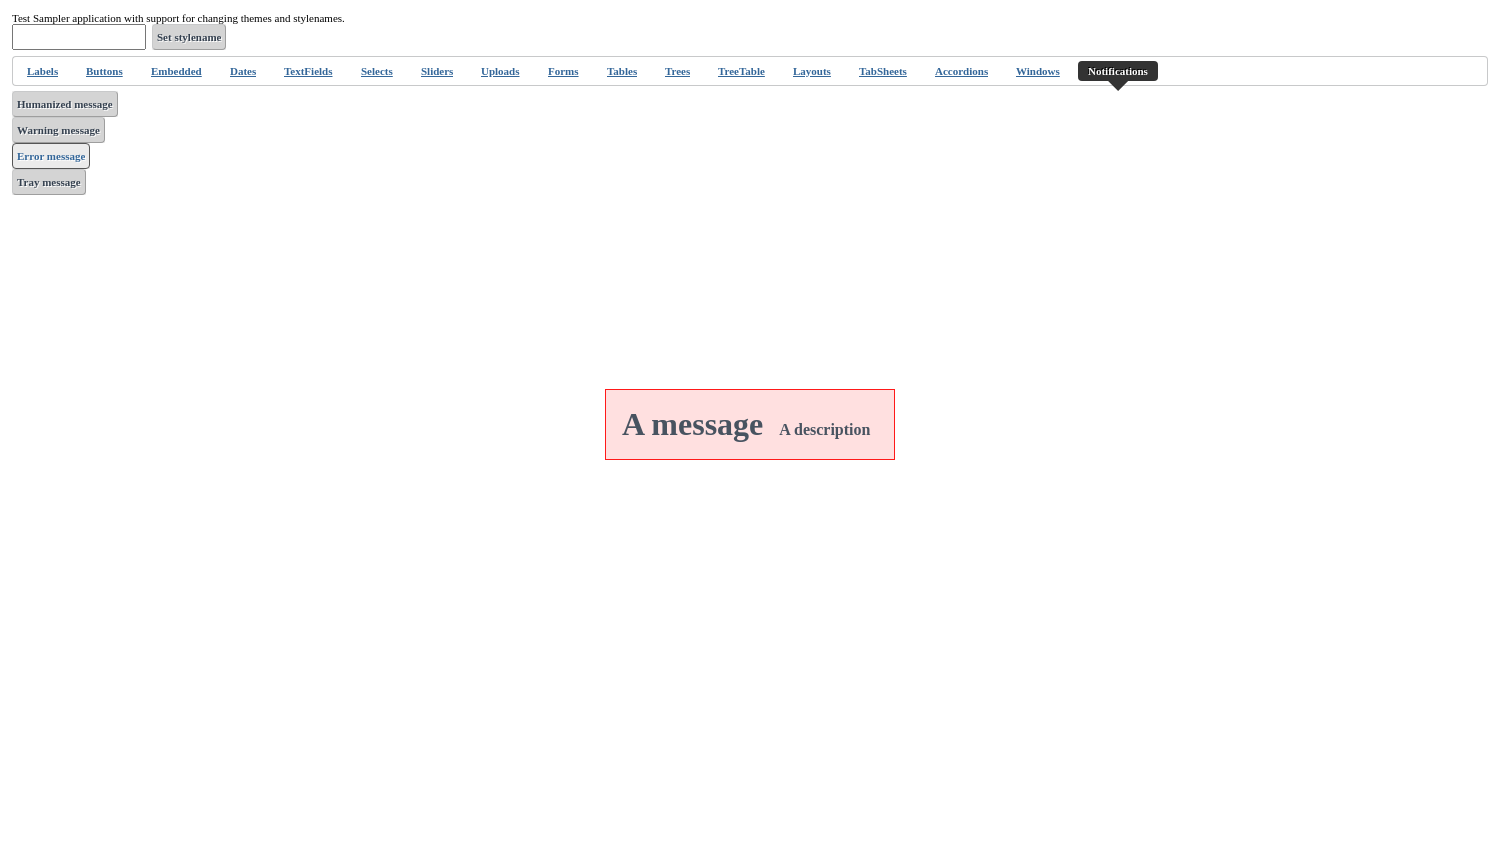 Test Sampler application with support for changing themes and stylenames.
Set stylename
Labels Buttons Embedded Dates TextFields Selects Sliders Uploads Forms Tables Trees TreeTable Layouts TabSheets Accordions Windows Notifications
Humanized message
Warning message
Error message
Tray message
A message A description